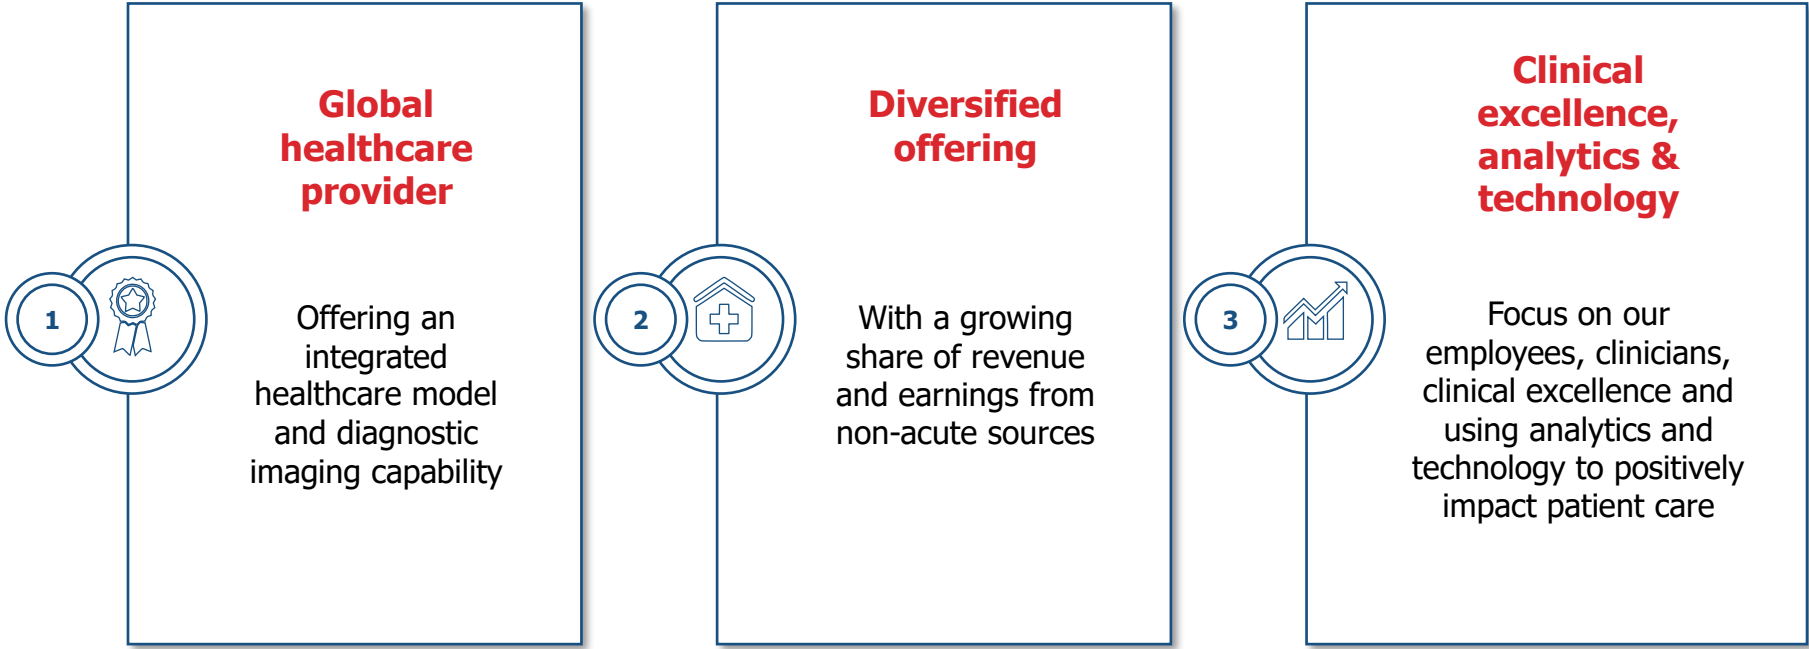 1
Global
healthcare
provider
Offering an
integrated
healthcare model
and diagnostic
imaging capability
2
Diversified
offering
With a growing
share of revenue
and earnings from
non-acute sources
3
Clinical
excellence,
analytics &
technology
Focus on our
employees, clinicians,
clinical excellence and
using analytics and
technology to positively
impact patient care